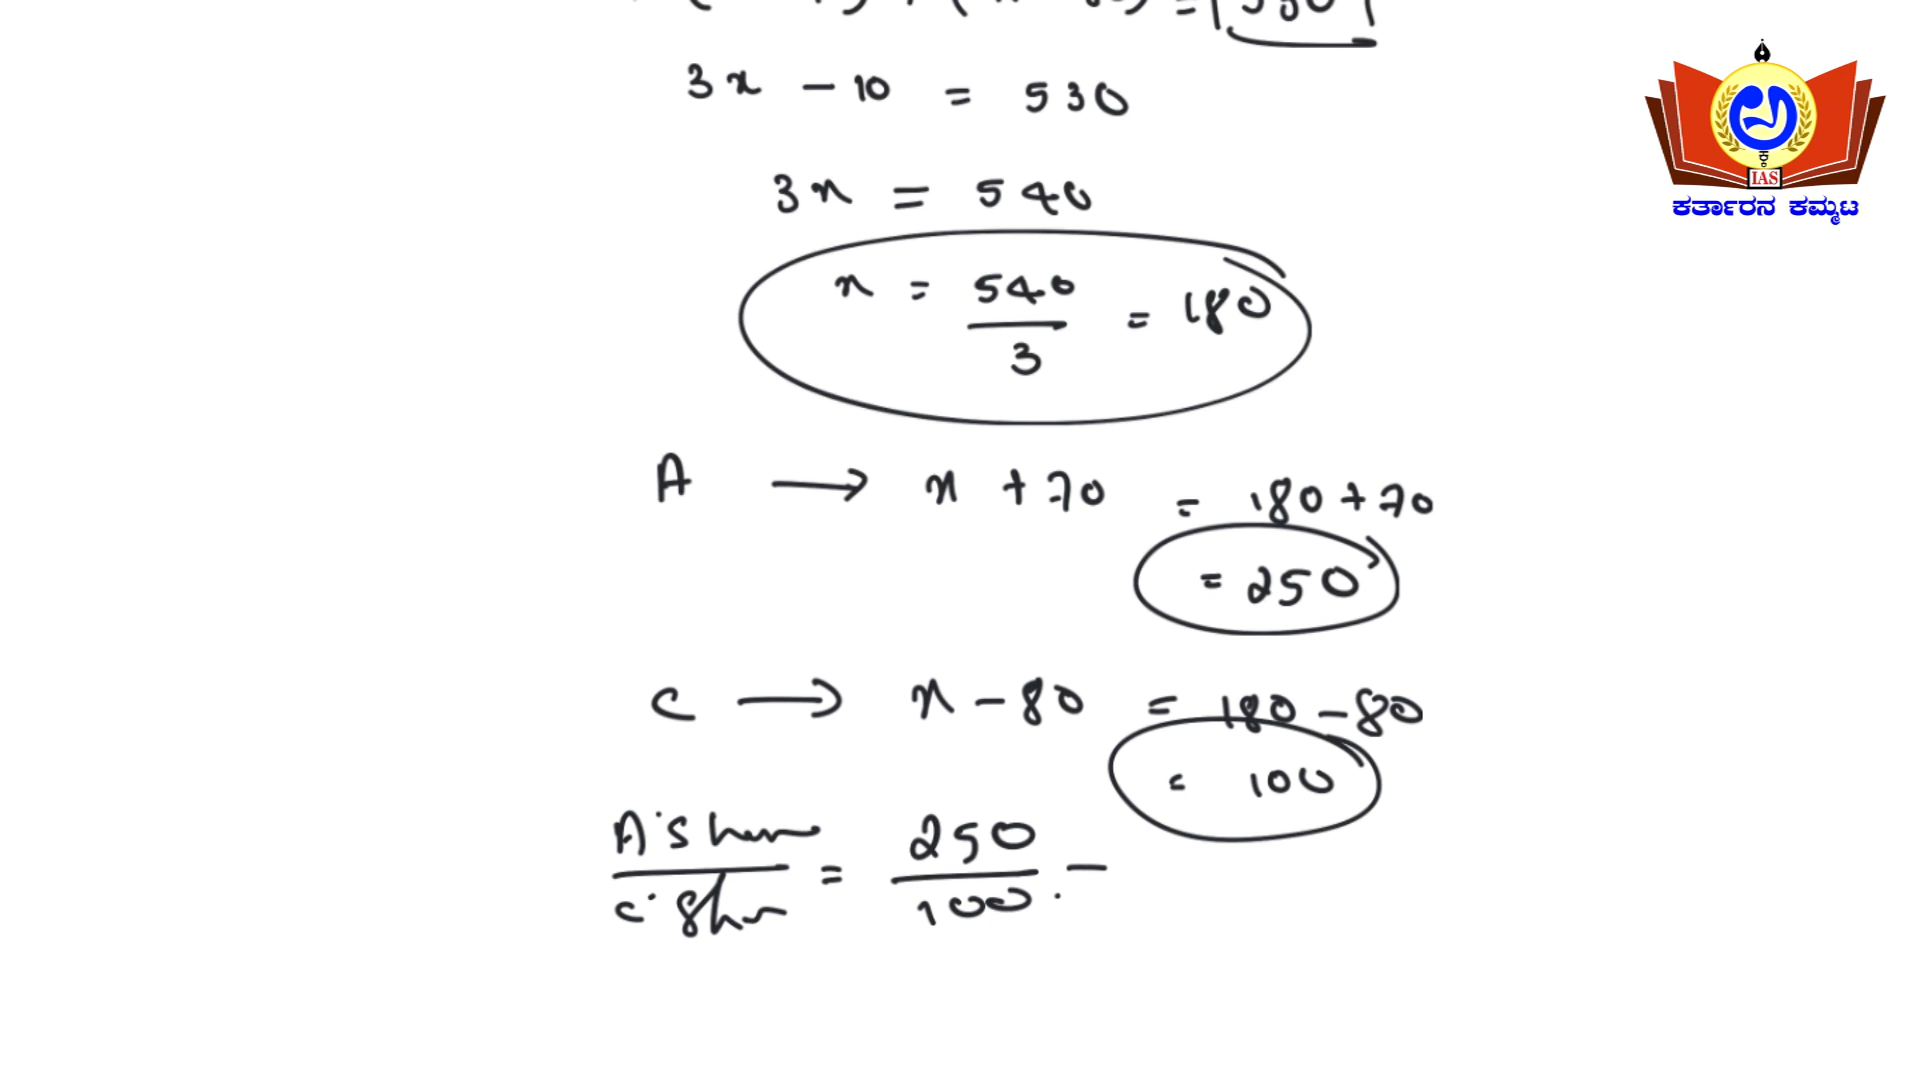 3x - 10 = 530
3x = 540
x = 540/3 = 180
A → x + 70 = 180 + 70
= 250
C → x - 80 = 180 - 80
= 100
A's share / C's share = 250/100 =
IAS
ಕರ್ತಾರನ ಕಮ್ಮಟ